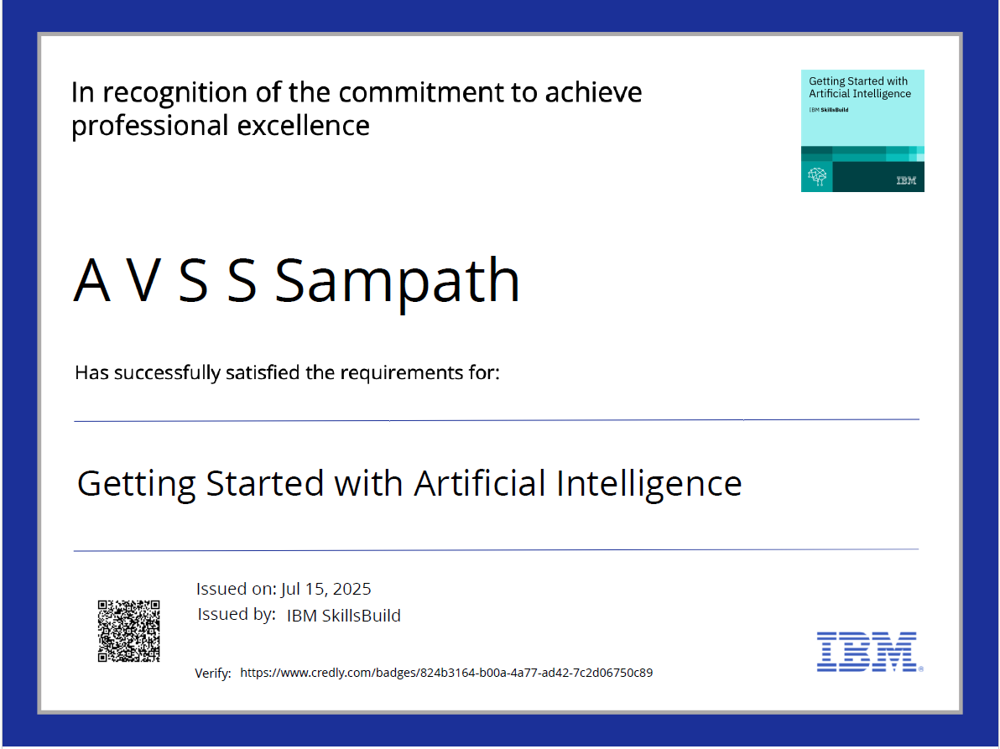 In recognition of the commitment to achieve
professional excellence
Getting Started with
Artificial Intelligence
IBM SkillsBuild
IBM
A V S S Sampath
Has successfully satisfied the requirements for:
Getting Started with Artificial Intelligence
Issued on: Jul 15, 2025
Issued by: IBM SkillsBuild
Verify: https://www.credly.com/badges/824b3164-b00a-4a77-ad42-7c2d06750c89
IBM®